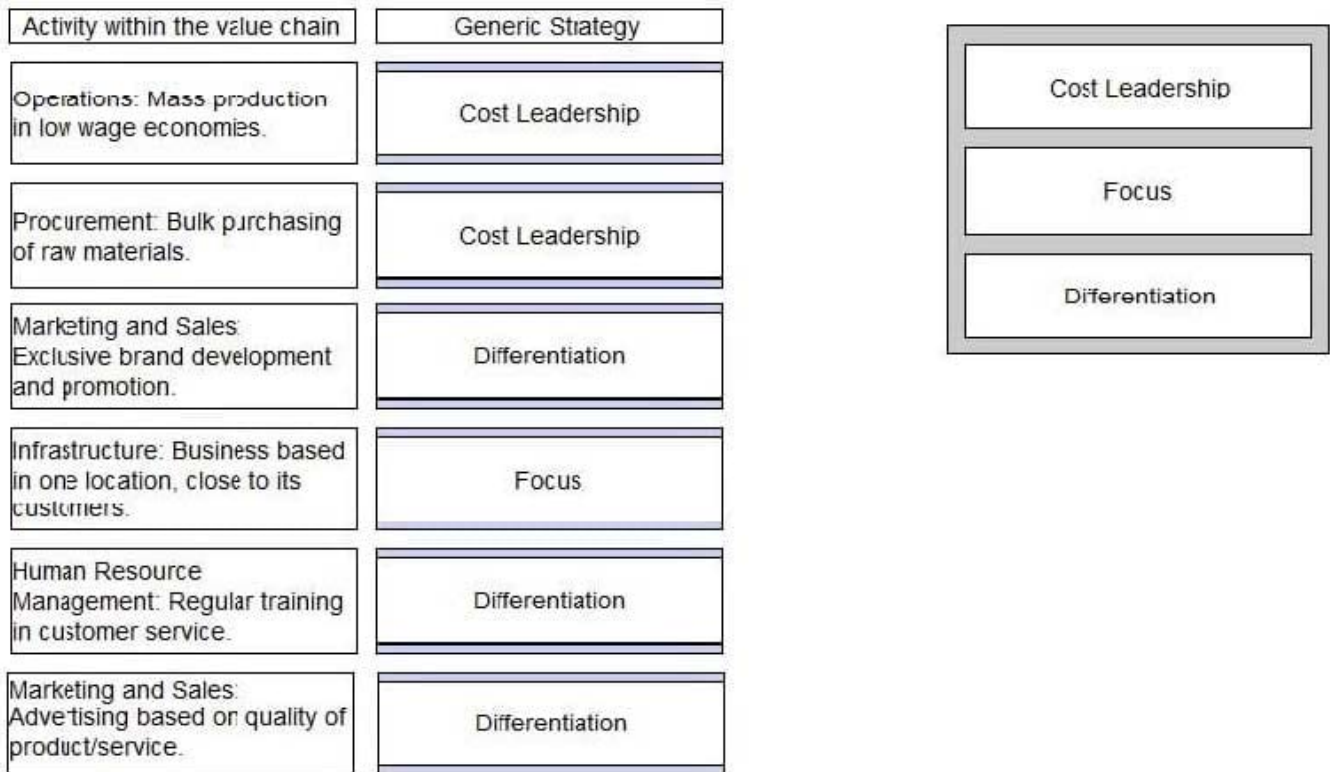 Activity within the value chain
Generic Strategy
Operations: Mass production
in low wage economies.
Cost Leadership
Procurement: Bulk purchasing
of raw materials.
Cost Leadership
Marketing and Sales:
Exclusive brand development
and promotion.
Differentiation
Infrastructure: Business based
in one location, close to its
customers.
Focus
Human Resource
Management: Regular training
in customer service.
Differentiation
Marketing and Sales:
Advertising based on quality of
product/service.
Differentiation
Cost Leadership
Focus
Differentiation